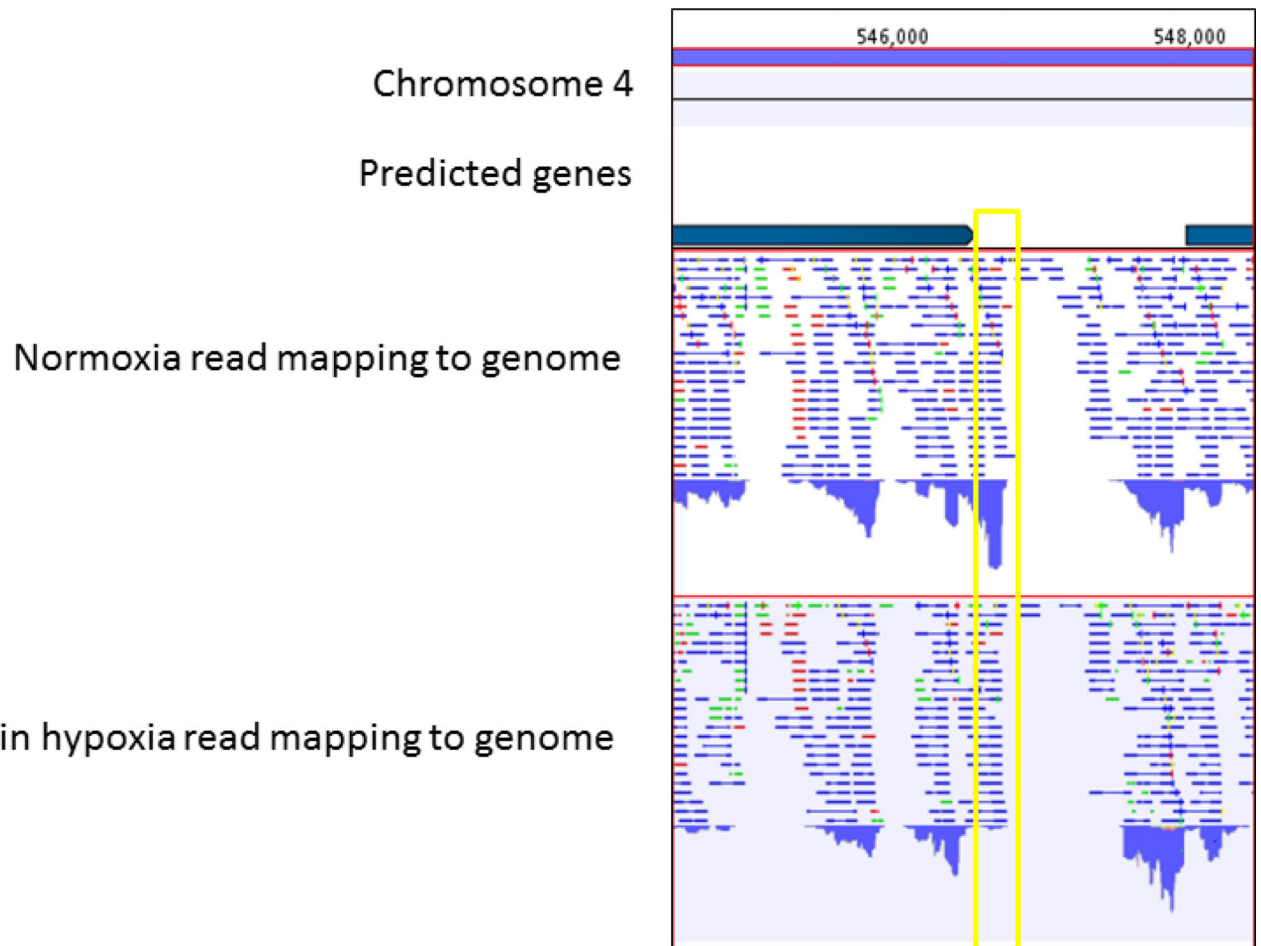 546,000 548,000
Chromosome 4
Predicted genes
Normoxia read mapping to genome
in hypoxia read mapping to genome